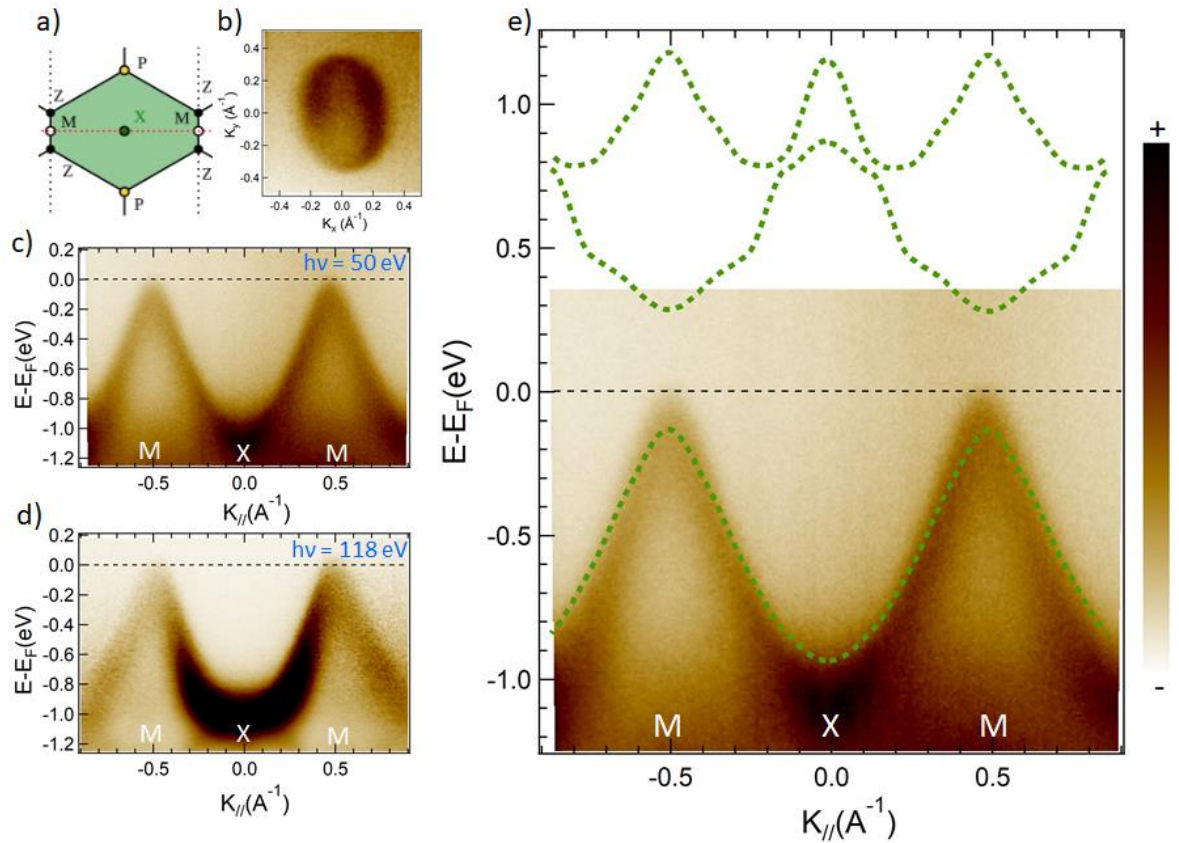 a)
P
Z
Z
M
X
M
Z
Z
P
b)
0.4
0.2
0.0
-0.2
-0.4
K_y (Å⁻¹)
-0.4 -0.2 0.0 0.2 0.4
K_x (Å⁻¹)
c)
hν = 50 eV
0.2
0.0
-0.2
-0.4
-0.6
-0.8
-1.0
-1.2
E-E_F(eV)
M X M
-0.5 0.0 0.5
K_//(A⁻¹)
d)
hν = 118 eV
0.2
0.0
-0.2
-0.4
-0.6
-0.8
-1.0
-1.2
E-E_F(eV)
M X M
-0.5 0.0 0.5
K_//(A⁻¹)
e)
1.0
0.5
0.0
-0.5
-1.0
E-E_F(eV)
M X M
-0.5 0.0 0.5
K_//(A⁻¹)
+
-